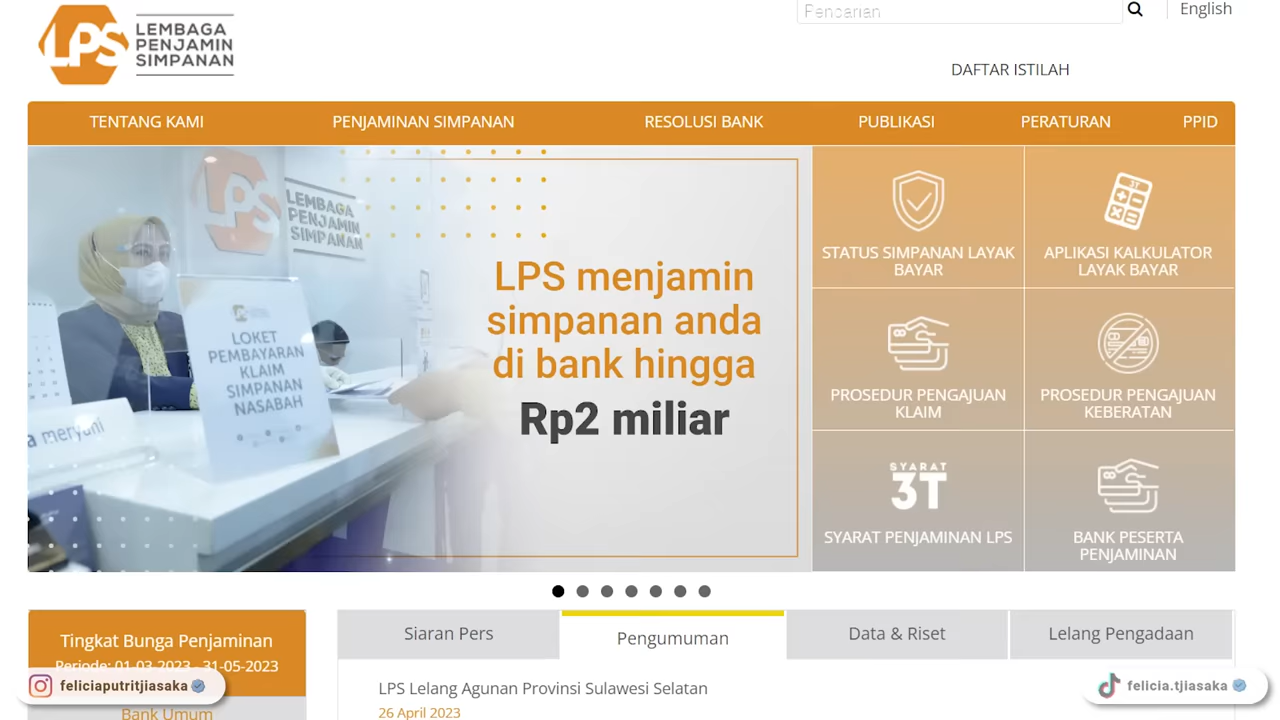 LPS
LEMBAGA
PENJAMIN
SIMPANAN
Pencarian
English
DAFTAR ISTILAH
TENTANG KAMI
PENJAMINAN SIMPANAN
RESOLUSI BANK
PUBLIKASI
PERATURAN
PPID
LPS
LEMBAGA
PENJAMIN
SIMPANAN
LOKET
PEMBAYARAN
KLAIM
SIMPANAN
NASABAH
LPS menjamin
simpanan anda
di bank hingga
Rp2 miliar
STATUS SIMPANAN LAYAK
BAYAR
3T
APLIKASI KALKULATOR
LAYAK BAYAR
PROSEDUR PENGAJUAN
KLAIM
PROSEDUR PENGAJUAN
KEBERATAN
SYARAT
3T
SYARAT PENJAMINAN LPS
BANK PESERTA
PENJAMINAN
Tingkat Bunga Penjaminan
Periode: 01-03-2023 - 31-05-2023
Bank Umum
Siaran Pers
Pengumuman
Data & Riset
Lelang Pengadaan
LPS Lelang Agunan Provinsi Sulawesi Selatan
26 April 2023
feliciaputritjiasaka
felicia.tjiasaka